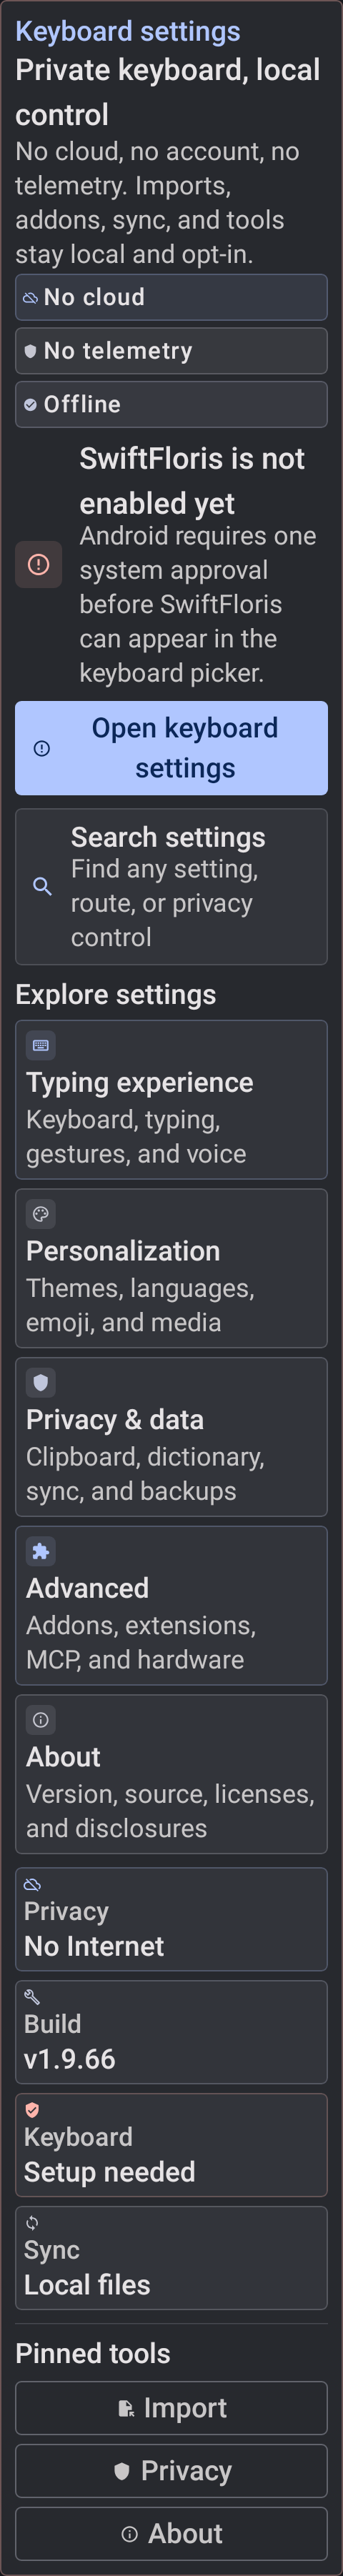 Keyboard settings
Private keyboard, local
control
No cloud, no account, no
telemetry. Imports,
addons, sync, and tools
stay local and opt-in.
No cloud
No telemetry
Offline
SwiftFloris is not
enabled yet
Android requires one
system approval
before SwiftFloris
can appear in the
keyboard picker.
Open keyboard
settings
Search settings
Find any setting,
route, or privacy
control
Explore settings
Typing experience
Keyboard, typing,
gestures, and voice
Personalization
Themes, languages,
emoji, and media
Privacy & data
Clipboard, dictionary,
sync, and backups
Advanced
Addons, extensions,
MCP, and hardware
About
Version, source, licenses,
and disclosures
Privacy
No Internet
Build
v1.9.66
Keyboard
Setup needed
Sync
Local files
Pinned tools
Import
Privacy
About